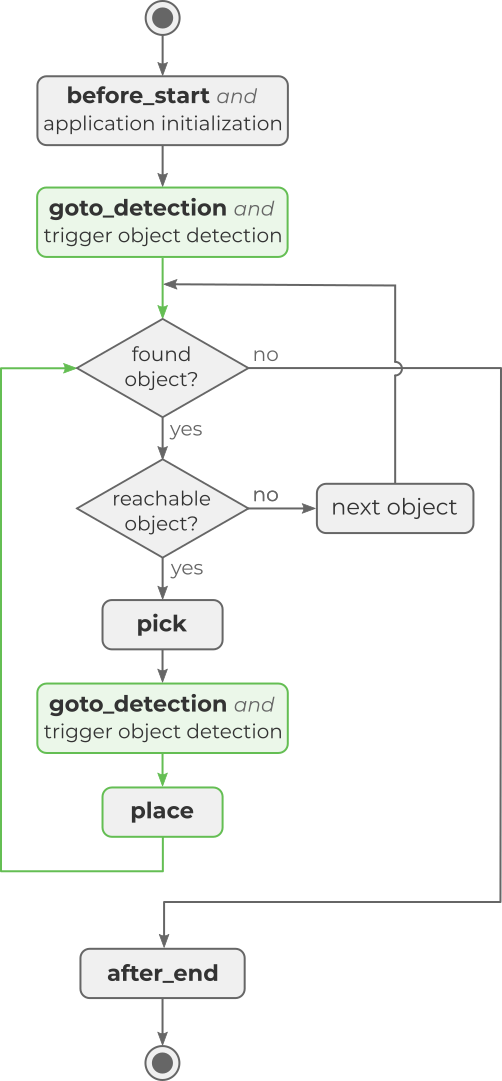 before_start and
application initialization
goto_detection and
trigger object detection
found
object?
no
yes
reachable
object?
no
next object
yes
pick
goto_detection and
trigger object detection
place
after_end